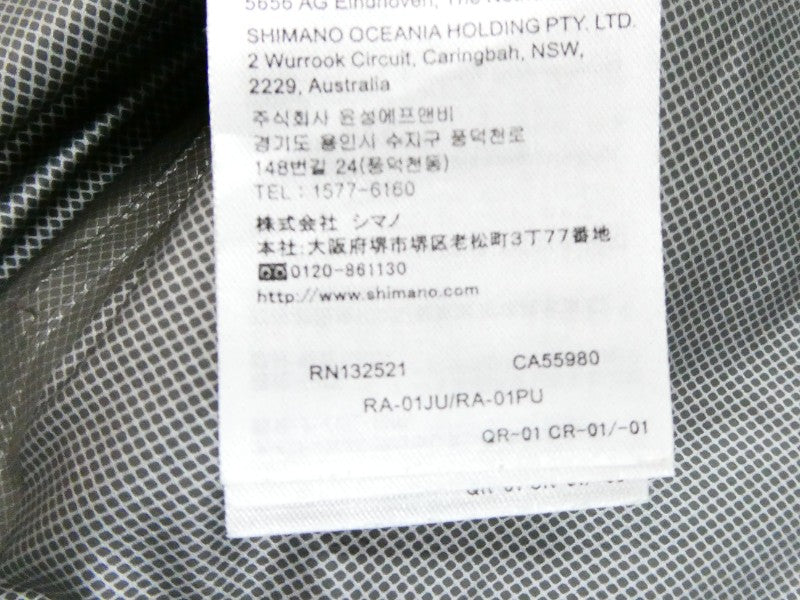 5656 AG Eindhoven, The
SHIMANO OCEANIA HOLDING PTY. LTD.
2 Wurrook Circuit, Caringbah, NSW,
2229, Australia
주식회사 윤성에프앤비
경기도 용인시 수지구 풍덕천로
148번길 24(풍덕천동)
TEL : 1577-6160
株式会社 シマノ
本社:大阪府堺市堺区老松町3丁77番地
0120-861130
http://www.shimano.com
RN132521 CA55980
RA-01JU/RA-01PU
QR-01 CR-01/-01